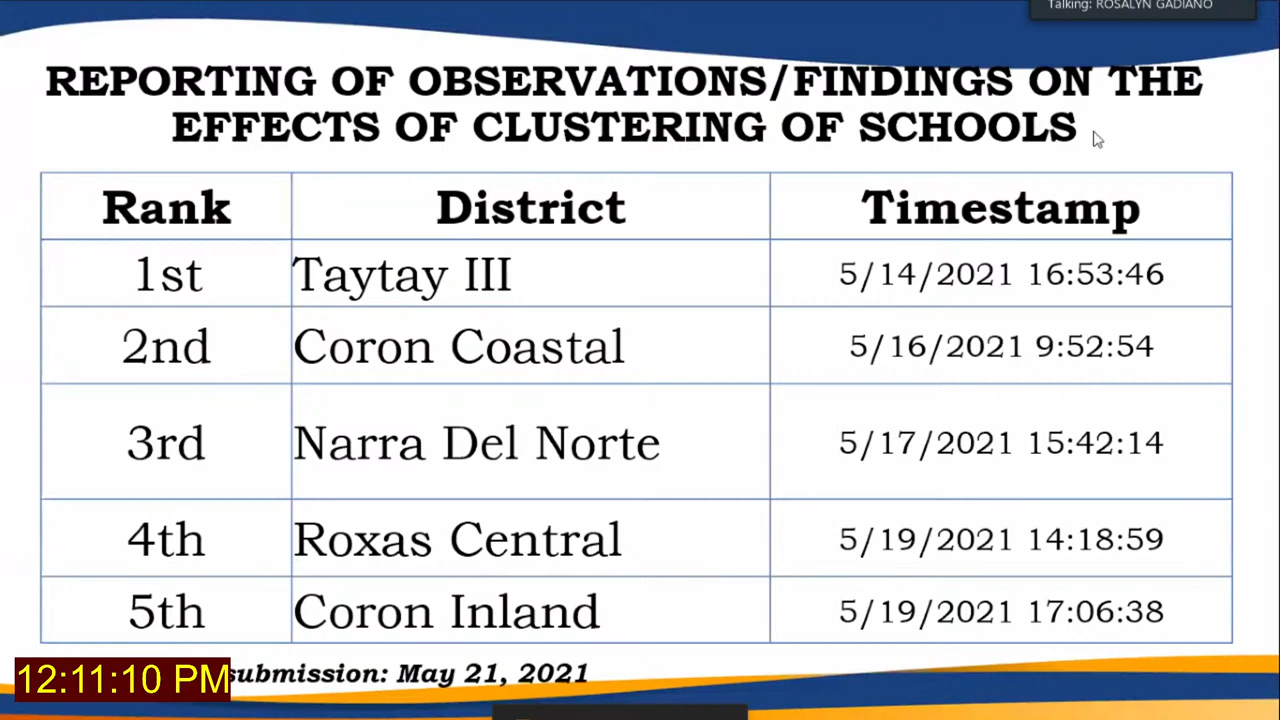 Talking: ROSALYN GADIANO
REPORTING OF OBSERVATIONS/FINDINGS ON THE
EFFECTS OF CLUSTERING OF SCHOOLS
Rank District Timestamp
1st Taytay III 5/14/2021 16:53:46
2nd Coron Coastal 5/16/2021 9:52:54
3rd Narra Del Norte 5/17/2021 15:42:14
4th Roxas Central 5/19/2021 14:18:59
5th Coron Inland 5/19/2021 17:06:38
submission: May 21, 2021
12:11:10 PM